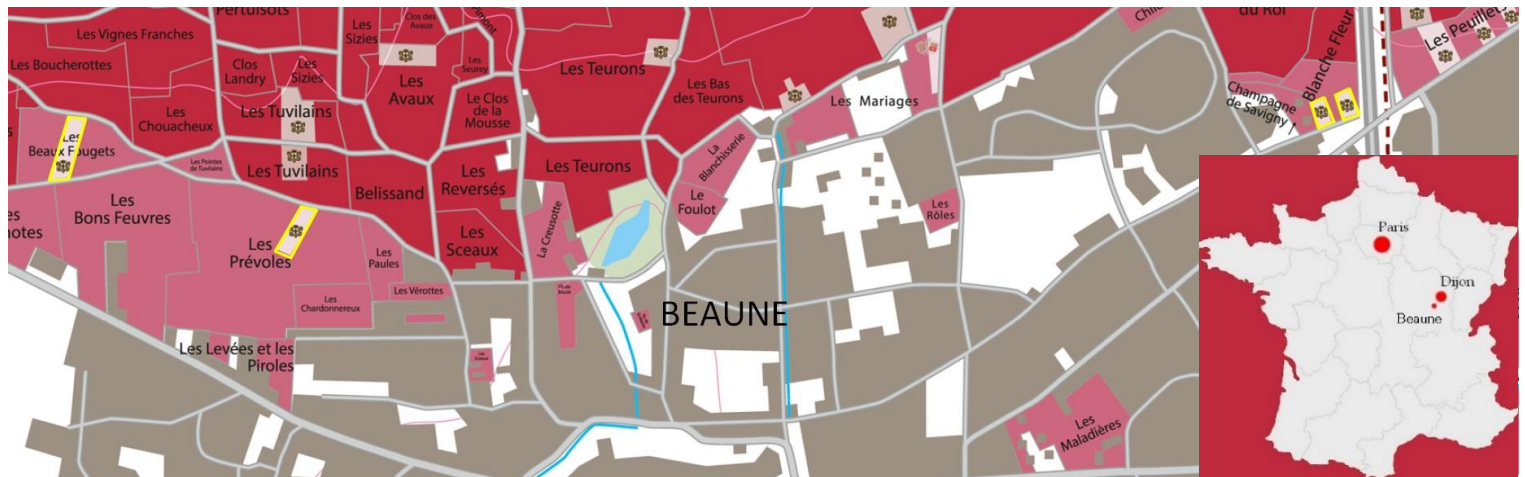 Pertuisots
Les Vignes Franches
Les
Sizies
Clos des
Avaux
Pimont
du Roi
Blanche Fleur
Les Peuillets
Les Boucherottes
Clos
Landry
Les
Sizies
Les
Avaux
Les
Seurey
Les Teurons
Les Bas
des Teurons
Les Mariages
Champagne
de Savigny
Les
Chouacheux
Les Tuvilains
Le Clos
de la
Mousse
Les
Beaux Fougets
Les Pointes
de Tuvilains
Les Tuvilains
Belissand
Les
Reversés
Les Teurons
La
Blanchisserie
Le
Foulot
Les
Rôles
Les
Bons Feuvres
Les
Prévoles
Les
Paules
Les
Sceaux
La Creusotte
Les
Chardonnereux
Les Vérottes
BEAUNE
Les Levées et les
Piroles
Les
Maladières
Paris
Dijon
Beaune